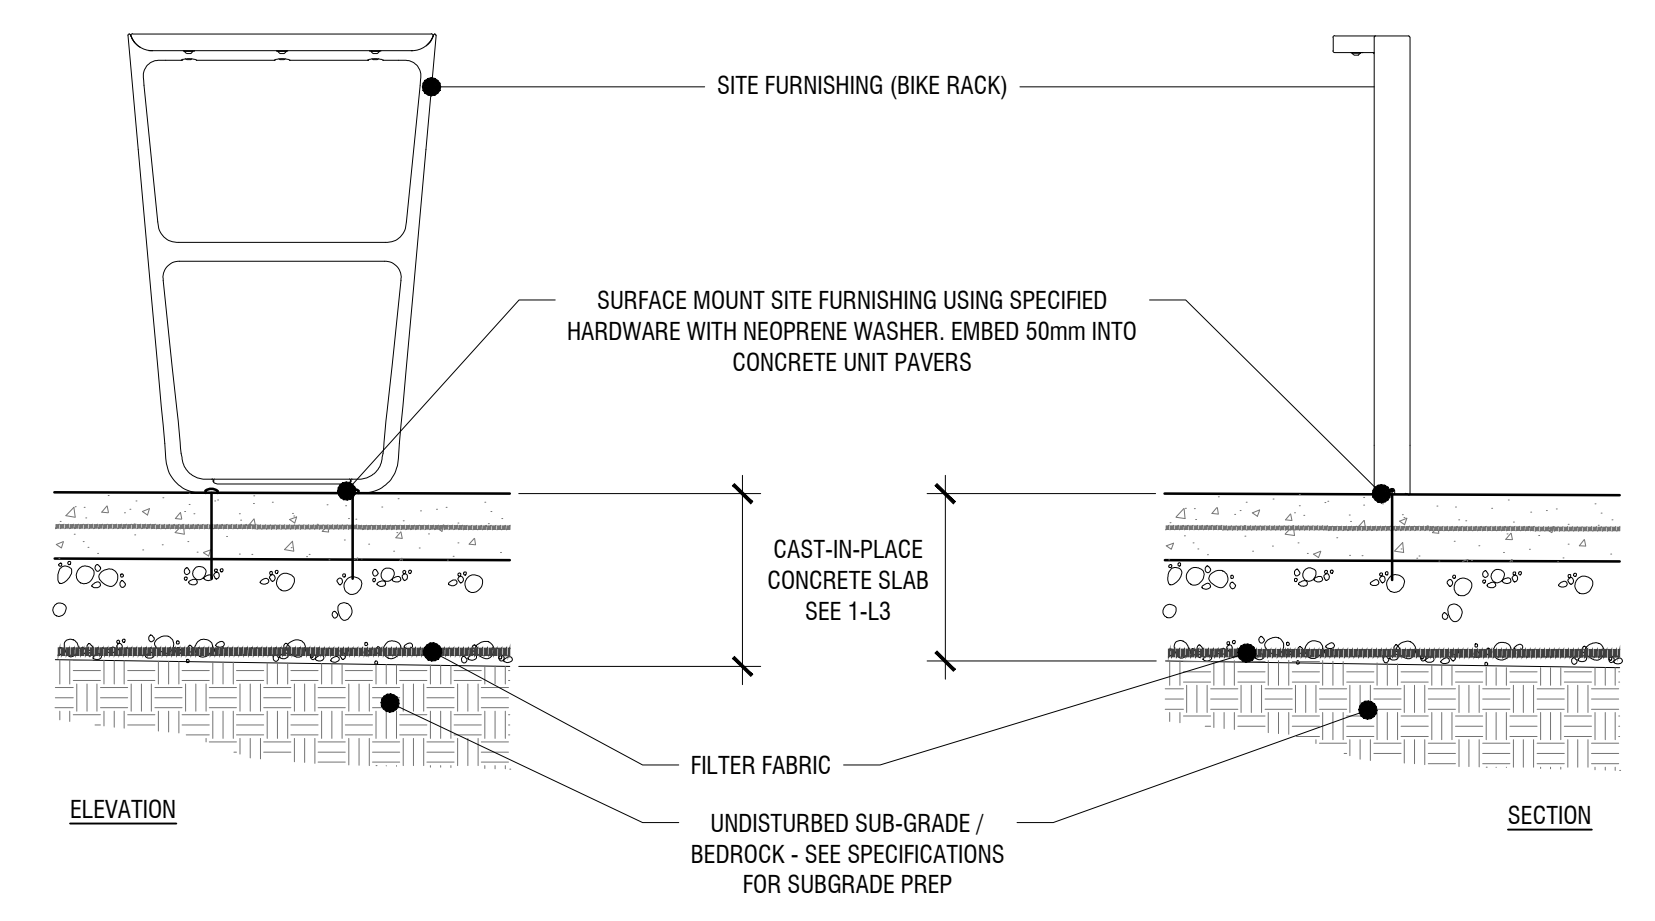 SITE FURNISHING (BIKE RACK)
SURFACE MOUNT SITE FURNISHING USING SPECIFIED
HARDWARE WITH NEOPRENE WASHER. EMBED 50mm INTO
CONCRETE UNIT PAVERS
CAST-IN-PLACE
CONCRETE SLAB
SEE 1-L3
FILTER FABRIC
ELEVATION
SECTION
UNDISTURBED SUB-GRADE /
BEDROCK - SEE SPECIFICATIONS
FOR SUBGRADE PREP